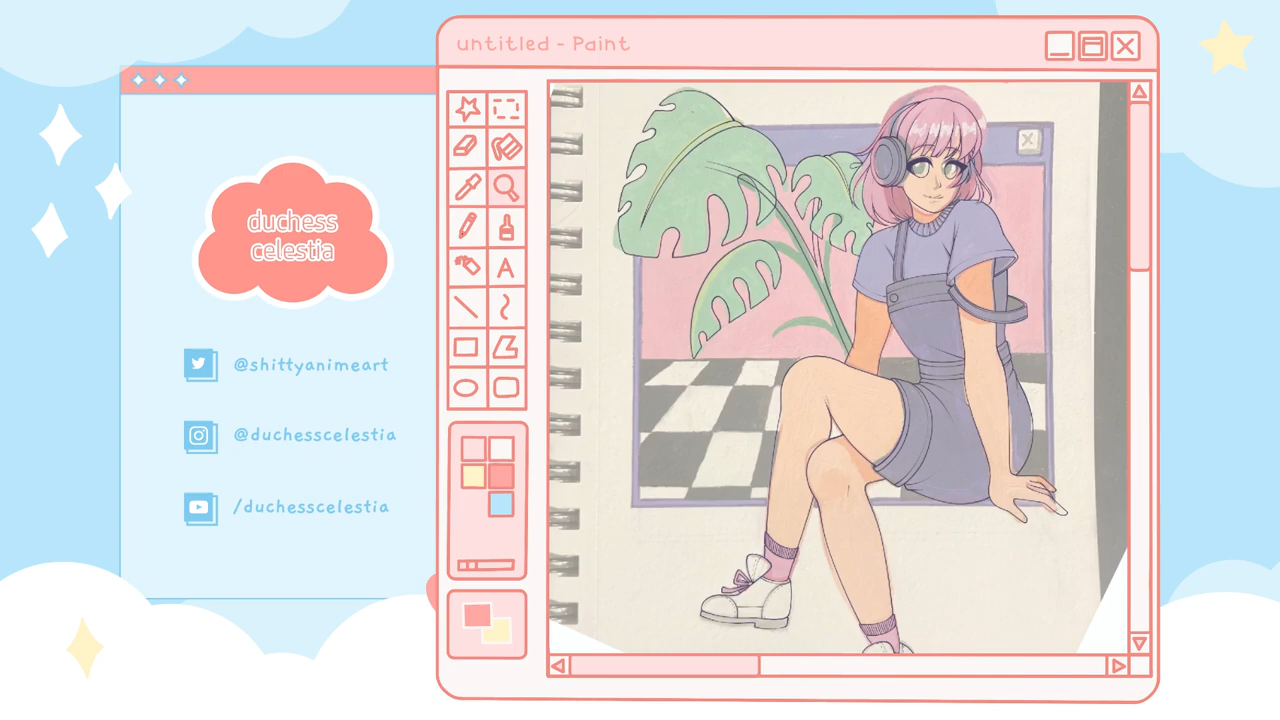 untitled - Paint
duchess
celestia
@shittyanimeart
@duchesscelestia
/duchesscelestia
A